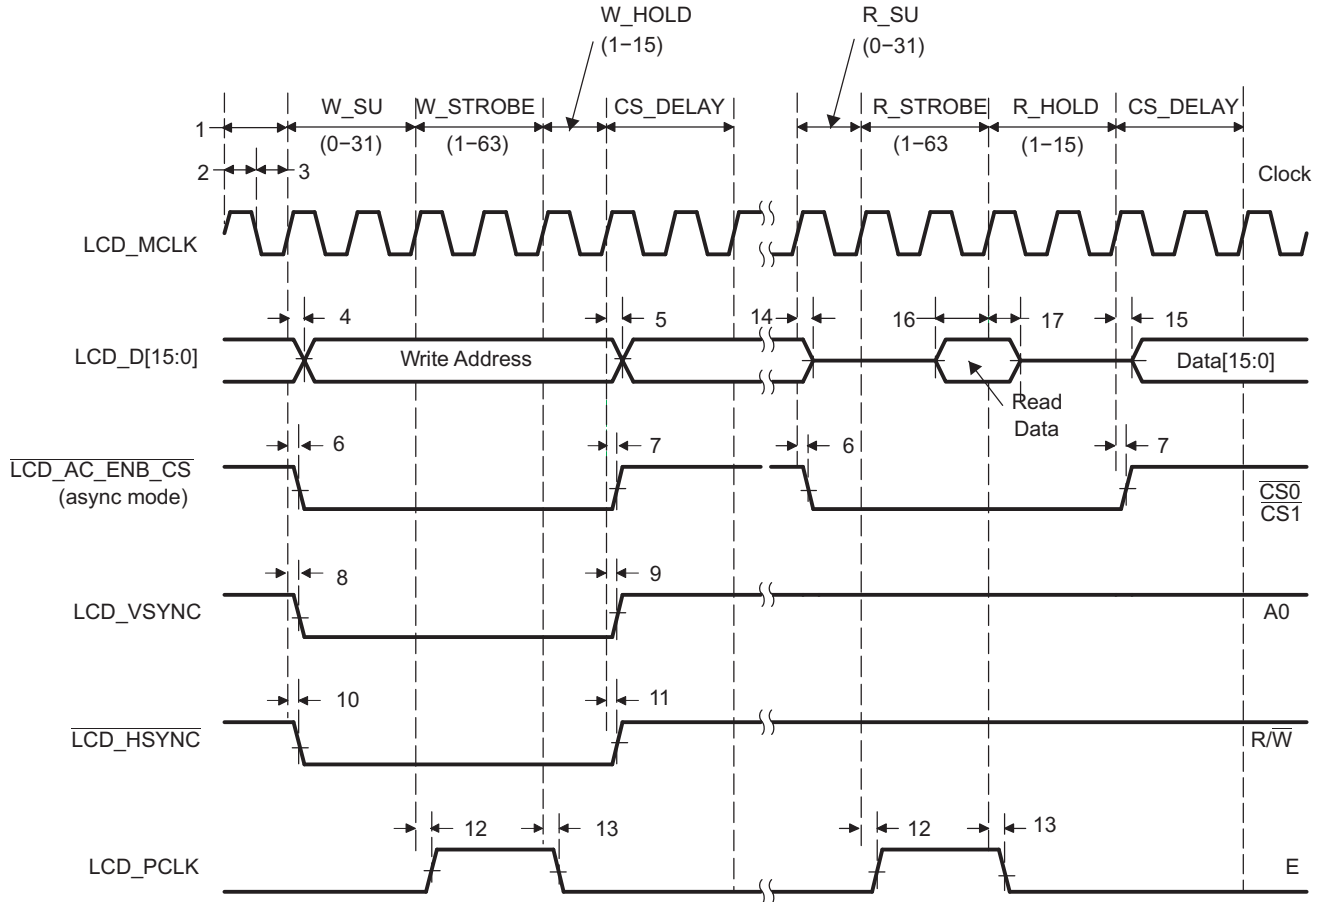 W_HOLD
(1−15)
R_SU
(0−31)
1
W_SU
(0−31)
W_STROBE
(1−63)
CS_DELAY
R_STROBE
(1−63
R_HOLD
(1−15)
CS_DELAY
2
3
Clock
LCD_MCLK
4
5
14
16
17
15
LCD_D[15:0]
Write Address
Data[15:0]
Read
Data
6
7
6
7
LCD_AC_ENB_CS
(async mode)
CS0
CS1
8
9
LCD_VSYNC
A0
10
11
LCD_HSYNC
R/W
12
13
12
13
LCD_PCLK
E